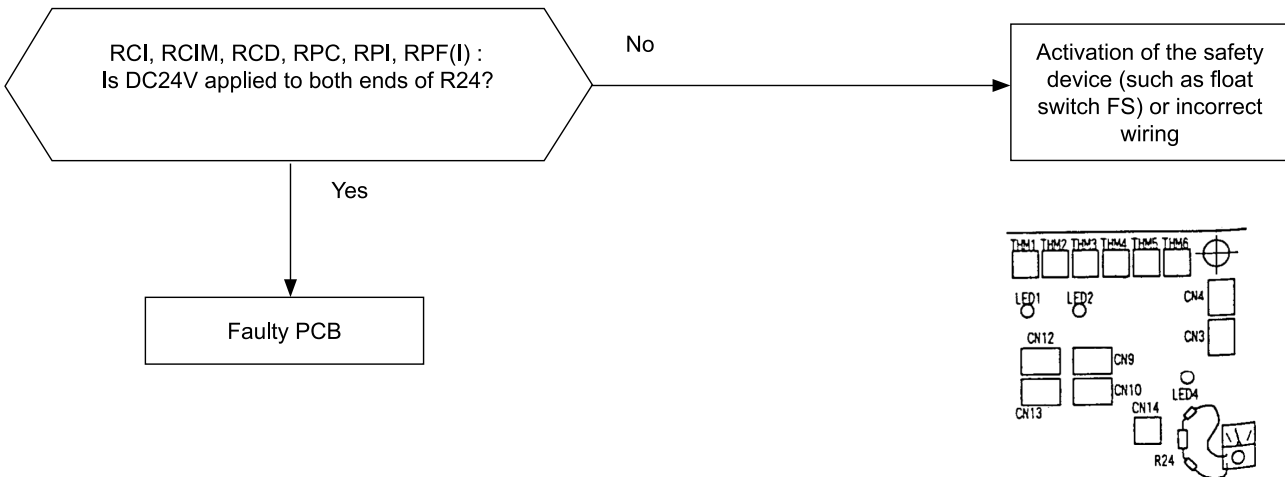 RCI, RCIM, RCD, RPC, RPI, RPF(I) :
Is DC24V applied to both ends of R24?
No
Activation of the safety
device (such as float
switch FS) or incorrect
wiring
Yes
Faulty PCB
THM1 THM2 THM3 THM4 THM5 THM6
LED1 LED2
CN4
CN3
CN12
CN9
CN10
CN13
LED4
CN14
R24